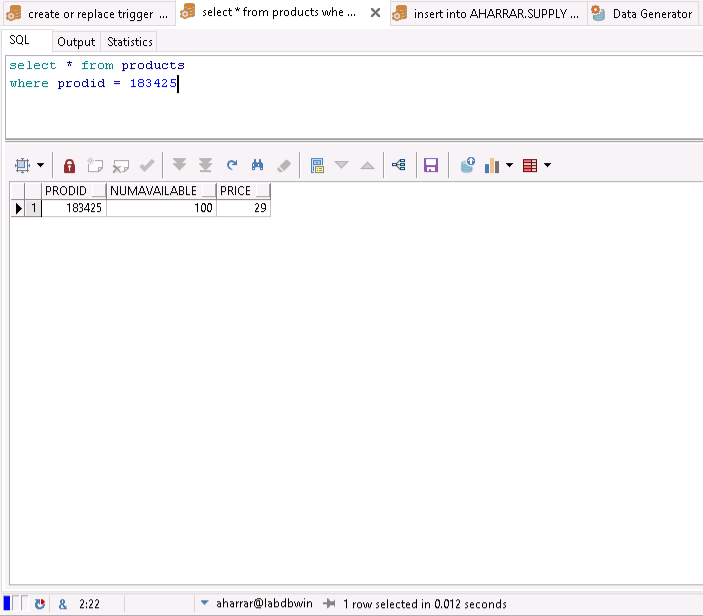 create or replace trigger ...
select * from products whe ...
insert into AHARRAR.SUPPLY ...
Data Generator
SQL
Output
Statistics
select * from products
where prodid = 183425
PRODID NUMAVAILABLE PRICE
1 183425 100 29
& 2:22 aharrar@labdbwin 1 row selected in 0.012 seconds